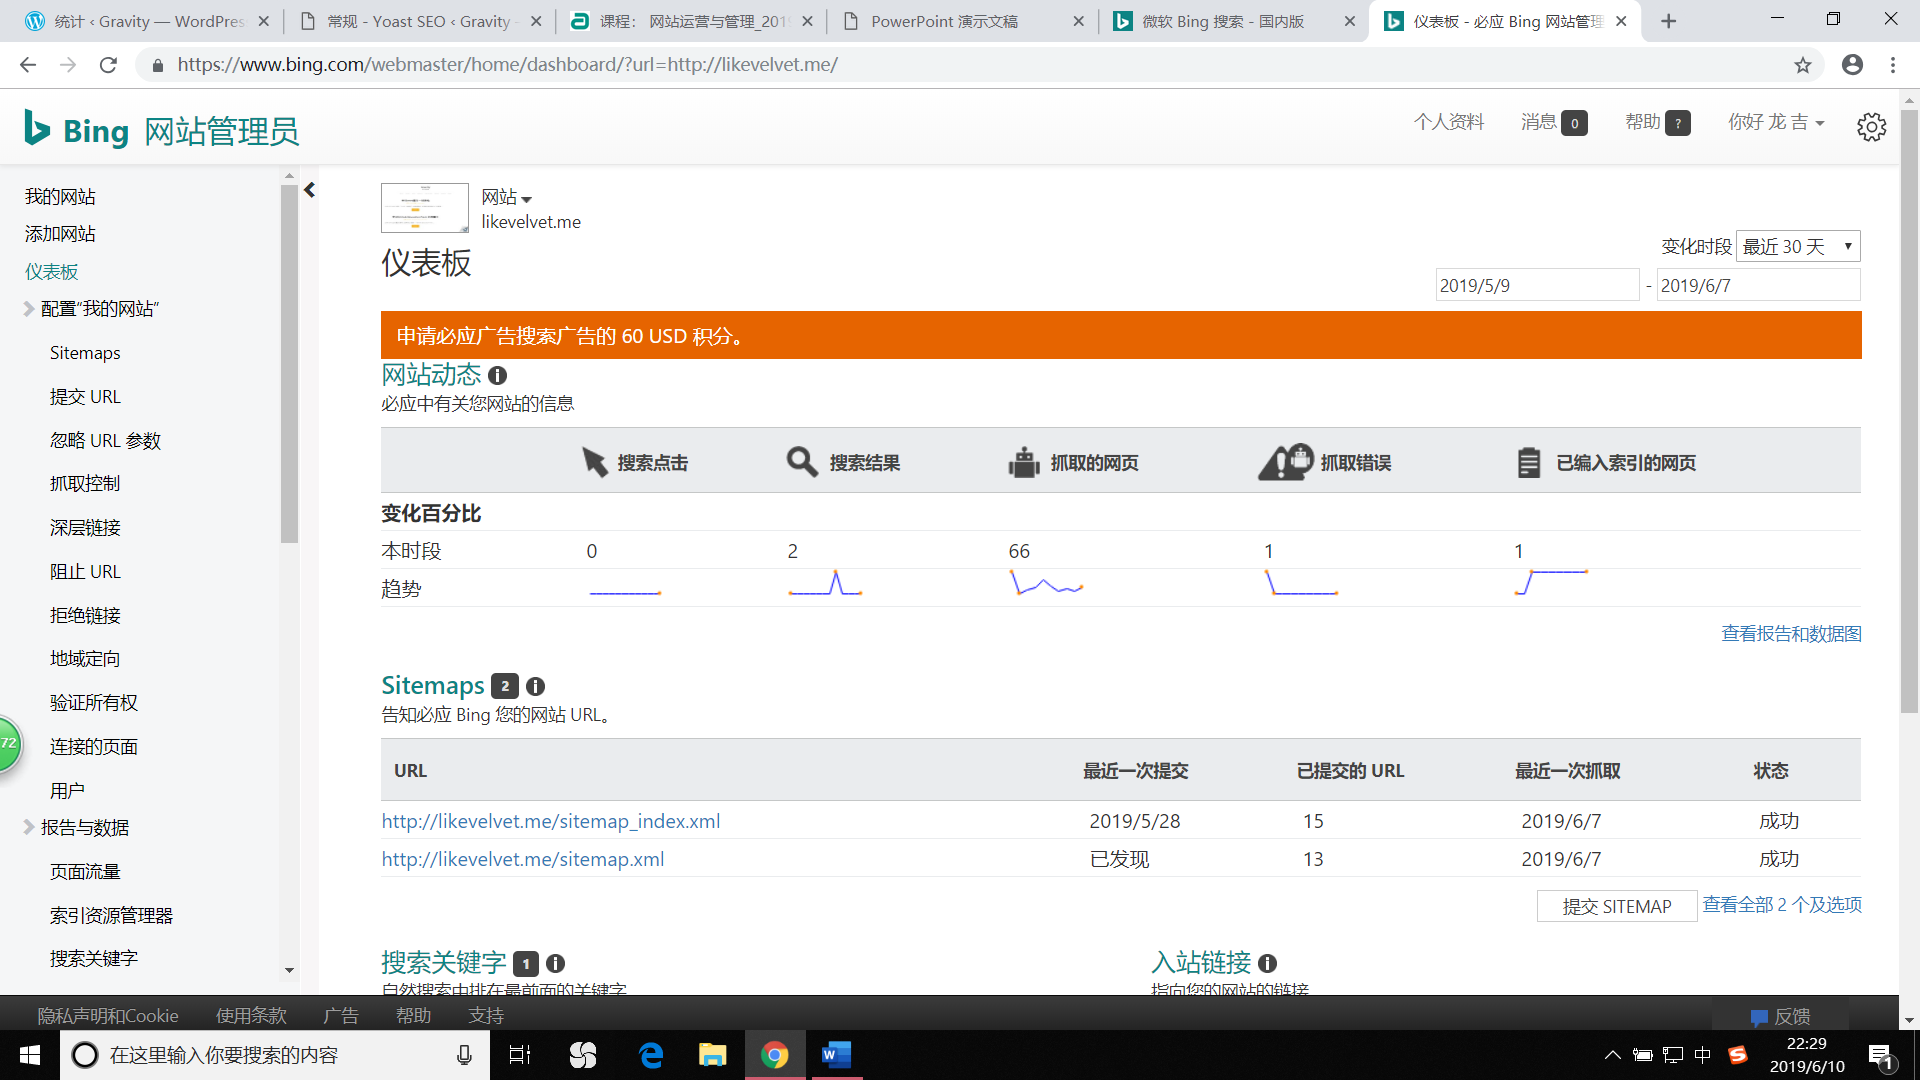 统计 ‹ Gravity — WordPres
常规 - Yoast SEO ‹ Gravity
课程: 网站运营与管理_201
PowerPoint 演示文稿
微软 Bing 搜索 - 国内版
仪表板 - 必应 Bing 网站管理
https://www.bing.com/webmaster/home/dashboard/?url=http://likevelvet.me/
Bing 网站管理员
个人资料
消息 0
帮助 ?
你好 龙 吉
我的网站
添加网站
仪表板
配置“我的网站”
Sitemaps
提交 URL
忽略 URL 参数
抓取控制
深层链接
阻止 URL
拒绝链接
地域定向
验证所有权
连接的页面
用户
报告与数据
页面流量
索引资源管理器
搜索关键字
72
网站
likevelvet.me
仪表板
变化时段 最近 30 天
2019/5/9 - 2019/6/7
申请必应广告搜索广告的 60 USD 积分。
网站动态
必应中有关您网站的信息
搜索点击 搜索结果 抓取的网页 抓取错误 已编入索引的网页
变化百分比
本时段 0 2 66 1 1
趋势
查看报告和数据图
Sitemaps 2
告知必应 Bing 您的网站 URL。
URL 最近一次提交 已提交的 URL 最近一次抓取 状态
http://likevelvet.me/sitemap_index.xml 2019/5/28 15 2019/6/7 成功
http://likevelvet.me/sitemap.xml 已发现 13 2019/6/7 成功
提交 SITEMAP 查看全部 2 个及选项
搜索关键字 1
自然搜索中排在最前面的关键字
入站链接
指向您的网站的链接
隐私声明和Cookie 使用条款 广告 帮助 支持
反馈
在这里输入你要搜索的内容
中
22:29
2019/6/10
1